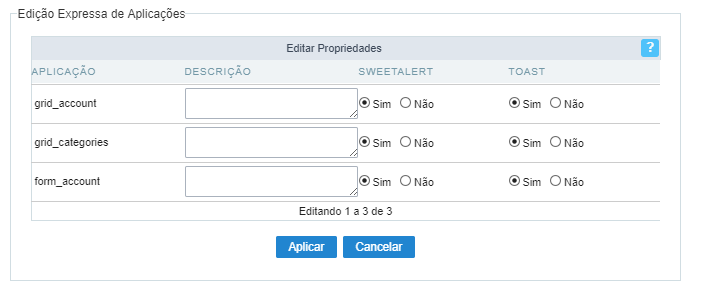 Edição Expressa de Aplicações
Editar Propriedades ?
APLICAÇÃO DESCRIÇÃO SWEETALERT TOAST
grid_account Sim Não Sim Não
grid_categories Sim Não Sim Não
form_account Sim Não Sim Não
Editando 1 a 3 de 3
Aplicar Cancelar